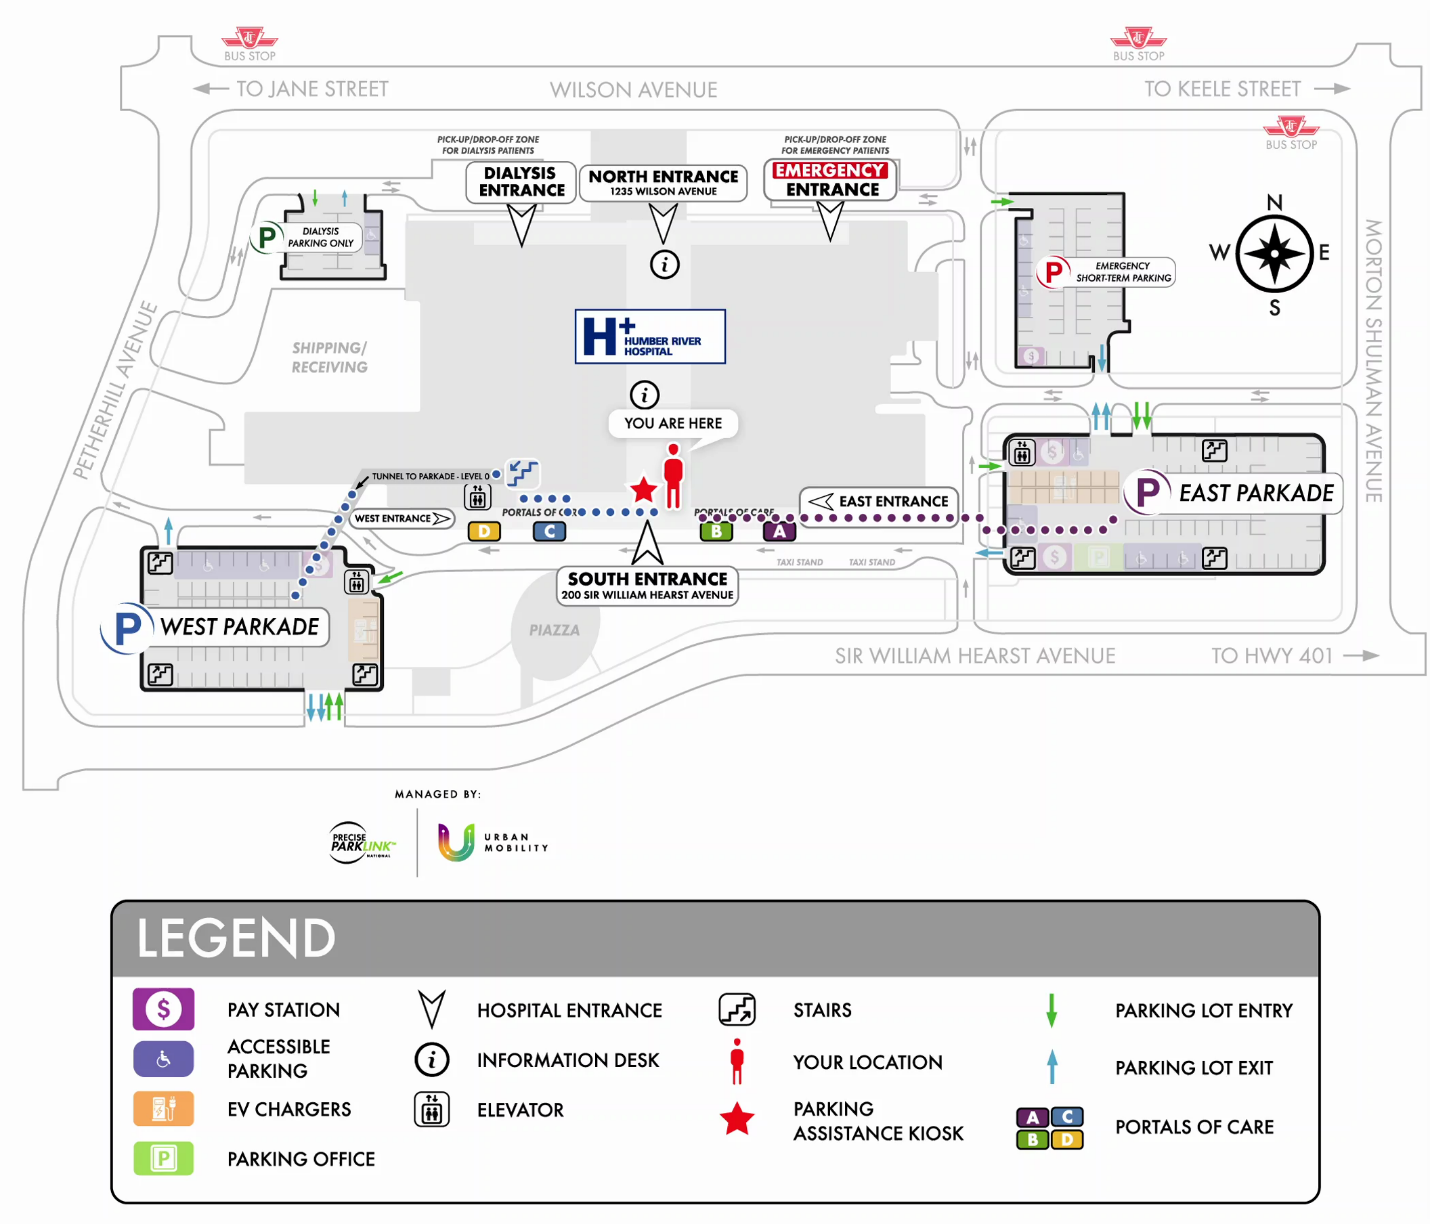 BUS STOP
BUS STOP
TO JANE STREET
WILSON AVENUE
TO KEELE STREET
BUS STOP
PICK-UP/DROP-OFF ZONE
FOR DIALYSIS PATIENTS
PICK-UP/DROP-OFF ZONE
FOR EMERGENCY PATIENTS
DIALYSIS
ENTRANCE
NORTH ENTRANCE
1235 WILSON AVENUE
EMERGENCY
ENTRANCE
P
DIALYSIS
PARKING ONLY
i
N
W
E
S
P
EMERGENCY
SHORT-TERM PARKING
$
MORTON SHULMAN AVENUE
PETHERHILL AVENUE
SHIPPING/
RECEIVING
H+
HUMBER RIVER
HOSPITAL
i
YOU ARE HERE
TUNNEL TO PARKADE - LEVEL 0
WEST ENTRANCE
PORTALS OF CARE
D
C
PORTALS OF CARE
B
A
EAST ENTRANCE
$
P
EAST PARKADE
$
P
TAXI STAND
TAXI STAND
SOUTH ENTRANCE
200 SIR WILLIAM HEARST AVENUE
$
P
WEST PARKADE
PIAZZA
SIR WILLIAM HEARST AVENUE
TO HWY 401
MANAGED BY:
PRECISE
PARKLINK™
NATIONAL
URBAN
MOBILITY
LEGEND
$
PAY STATION
ACCESSIBLE
PARKING
EV CHARGERS
P
PARKING OFFICE
HOSPITAL ENTRANCE
i
INFORMATION DESK
ELEVATOR
STAIRS
YOUR LOCATION
PARKING
ASSISTANCE KIOSK
PARKING LOT ENTRY
PARKING LOT EXIT
A
C
B
D
PORTALS OF CARE